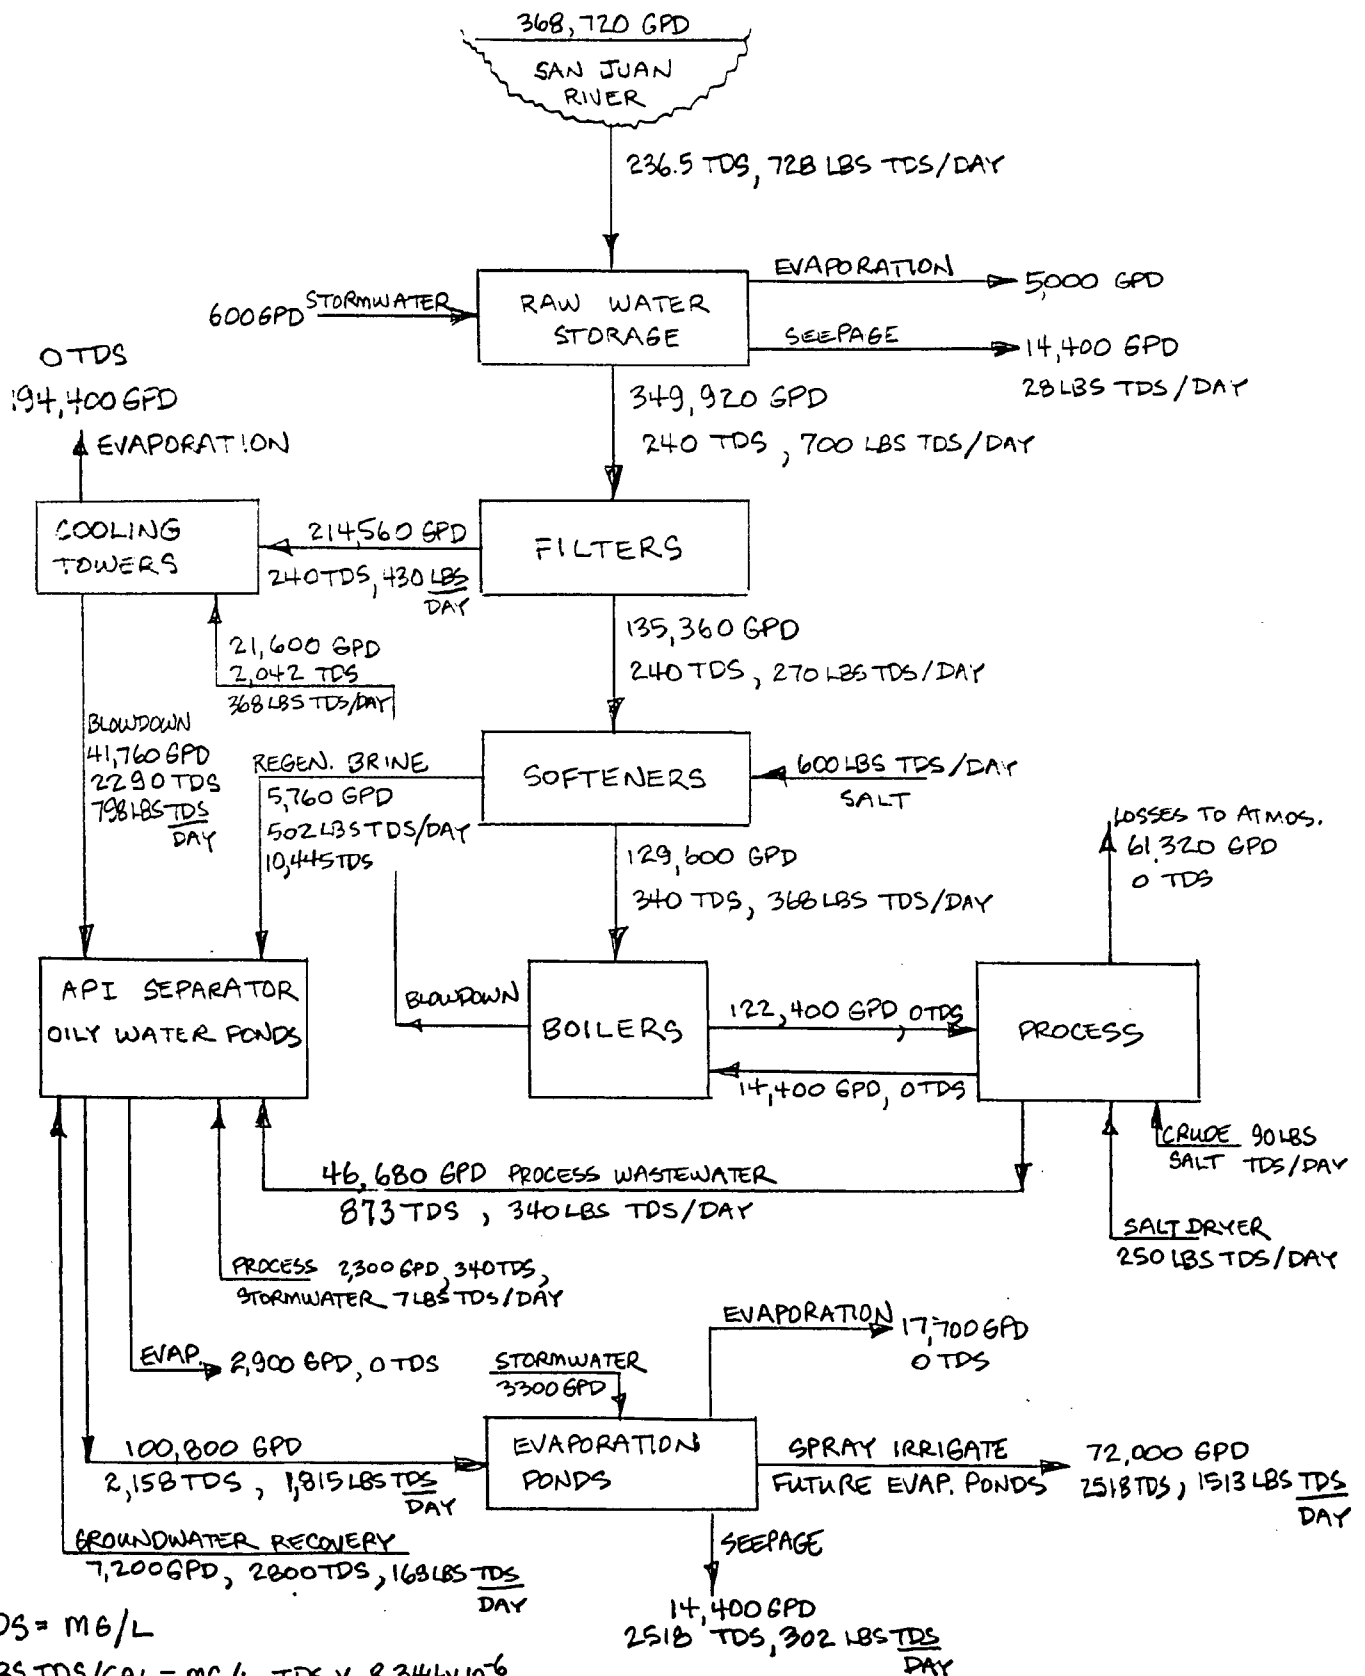 368,720 GPD
SAN JUAN
RIVER
236.5 TDS, 728 LBS TDS/DAY
600 GPD
STORMWATER
RAW WATER
STORAGE
EVAPORATION
5,000 GPD
SEEPAGE
14,400 GPD
28 LBS TDS/DAY
0 TDS
194,400 GPD
EVAPORATION
349,920 GPD
240 TDS, 700 LBS TDS/DAY
COOLING
TOWERS
214,560 GPD
240 TDS, 430 LBS
DAY
FILTERS
21,600 GPD
2,042 TDS
368 LBS TDS/DAY
135,360 GPD
240 TDS, 270 LBS TDS/DAY
BLOWDOWN
41,760 GPD
2290 TDS
798 LBS TDS
DAY
REGEN. BRINE
5,760 GPD
502 LBS TDS/DAY
10,445 TDS
SOFTENERS
600 LBS TDS/DAY
SALT
129,600 GPD
340 TDS, 368 LBS TDS/DAY
LOSSES TO ATMOS.
61,320 GPD
0 TDS
API SEPARATOR
OILY WATER PONDS
BLOWDOWN
BOILERS
122,400 GPD, 0 TDS
14,400 GPD, 0 TDS
PROCESS
CRUDE 90 LBS
SALT TDS/DAY
46,680 GPD PROCESS WASTEWATER
873 TDS, 340 LBS TDS/DAY
SALT DRYER
250 LBS TDS/DAY
PROCESS 2,300 GPD, 340 TDS,
STORMWATER 7 LBS TDS/DAY
EVAP.
2,900 GPD, 0 TDS
STORMWATER
3300 GPD
EVAPORATION
17,700 GPD
0 TDS
100,800 GPD
2,158 TDS, 1,815 LBS TDS
DAY
EVAPORATION
PONDS
SPRAY IRRIGATE
FUTURE EVAP. PONDS
72,000 GPD
2518 TDS, 1513 LBS TDS
DAY
GROUNDWATER RECOVERY
7,200 GPD, 2800 TDS, 168 LBS TDS
DAY
SEEPAGE
14,400 GPD
2518 TDS, 302 LBS TDS
DAY
DS = MG/L